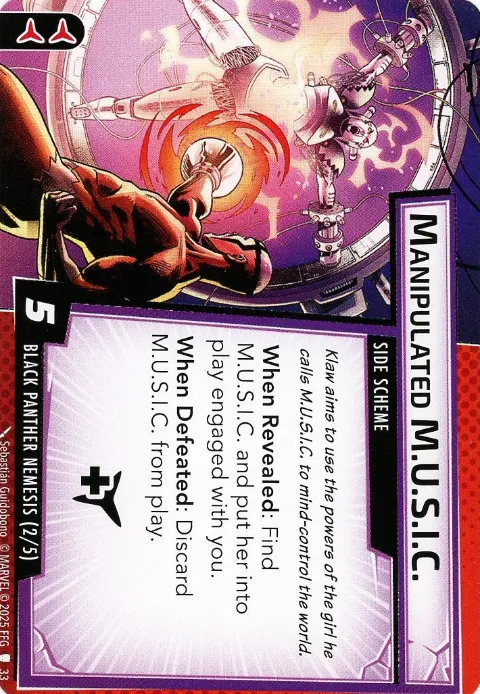 MANIPULATED M.U.S.I.C.
SIDE SCHEME
Klaw aims to use the powers of the girl he
calls M.U.S.I.C. to mind-control the world.
When Revealed: Find
M.U.S.I.C. and put her into
play engaged with you.
When Defeated: Discard
M.U.S.I.C. from play.
5
BLACK PANTHER NEMESIS (2/5)
Sebastián Guidobono © MARVEL © 2025 FFG 33